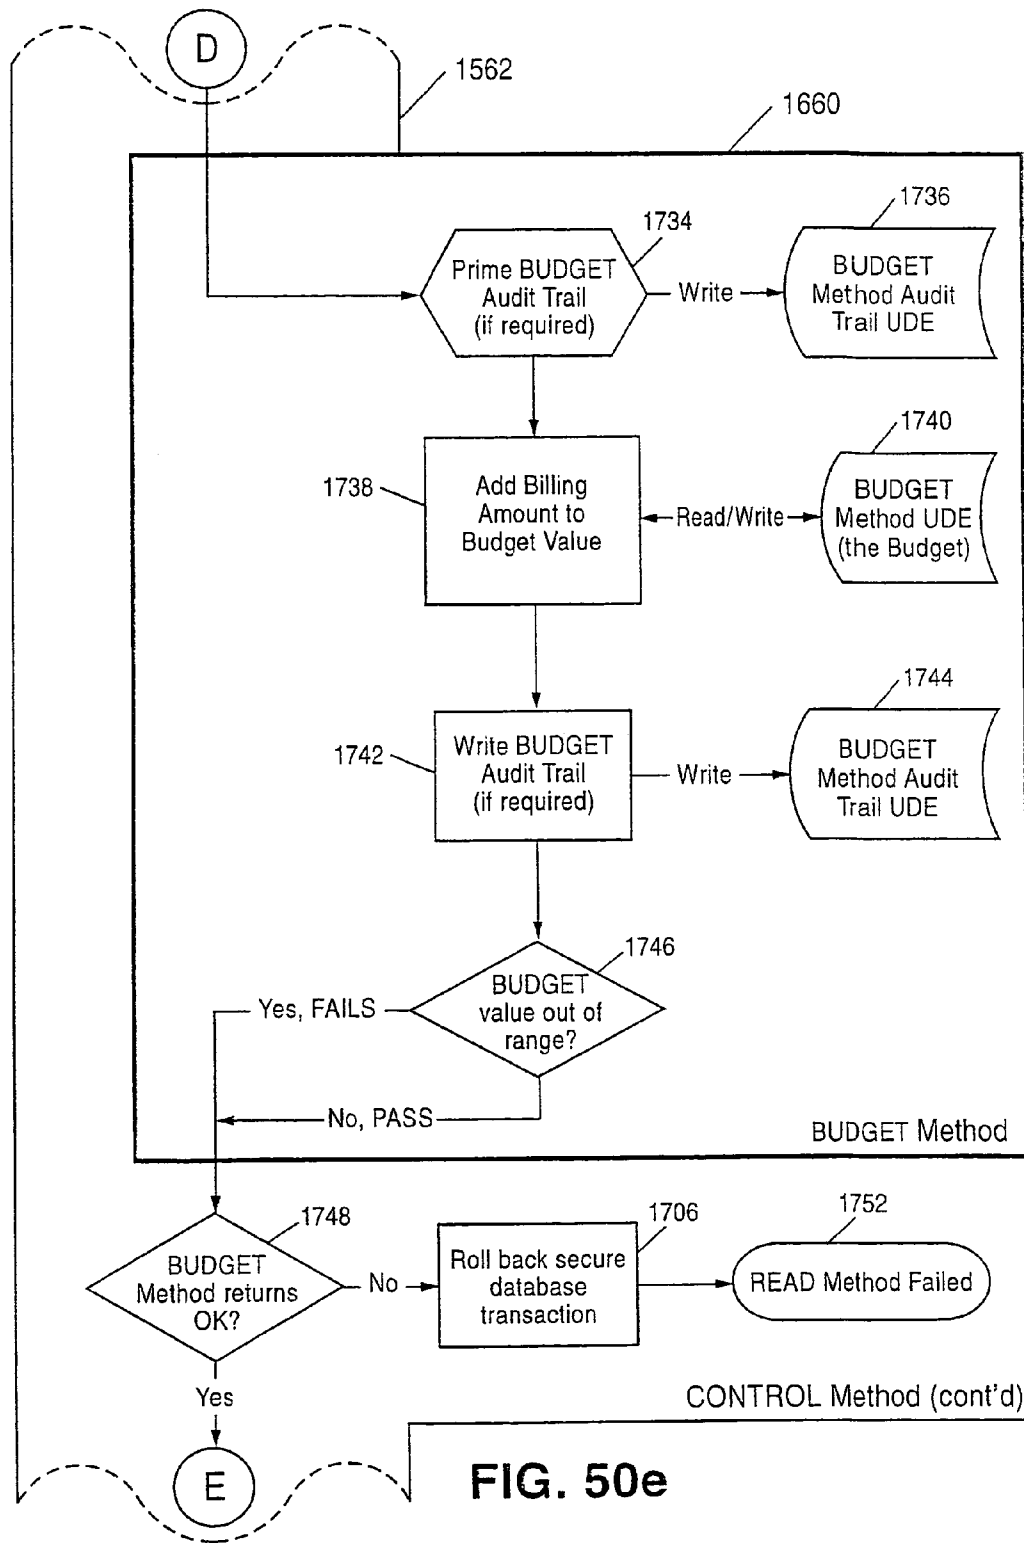 D
1562
1660
1734
Prime BUDGET
Audit Trail
(if required)
Write
1736
BUDGET
Method Audit
Trail UDE
1738
Add Billing
Amount to
Budget Value
Read/Write
1740
BUDGET
Method UDE
(the Budget)
1742
Write BUDGET
Audit Trail
(if required)
Write
1744
BUDGET
Method Audit
Trail UDE
1746
BUDGET
value out of
range?
Yes, FAILS
No, PASS
BUDGET Method
1748
BUDGET
Method returns
OK?
No
1706
Roll back secure
database
transaction
1752
READ Method Failed
Yes
CONTROL Method (cont'd)
E
FIG. 50e